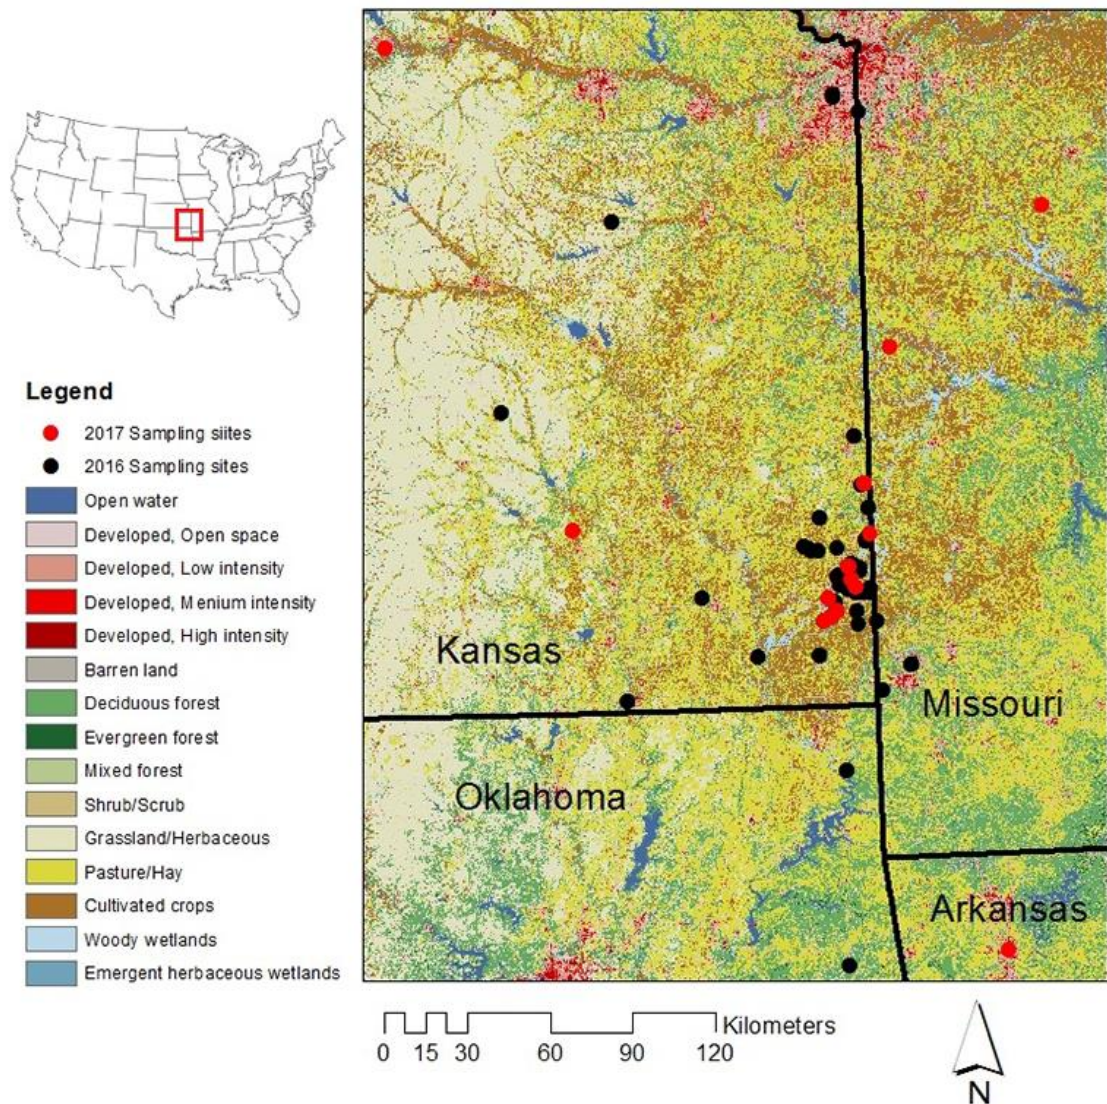 Legend
2017 Sampling siites
2016 Sampling sites
Open water
Developed, Open space
Developed, Low intensity
Developed, Menium intensity
Developed, High intensity
Barren land
Deciduous forest
Evergreen forest
Mixed forest
Shrub/Scrub
Grassland/Herbaceous
Pasture/Hay
Cultivated crops
Woody wetlands
Emergent herbaceous wetlands
Kansas
Missouri
Oklahoma
Arkansas
Kilometers
0 15 30 60 90 120
N